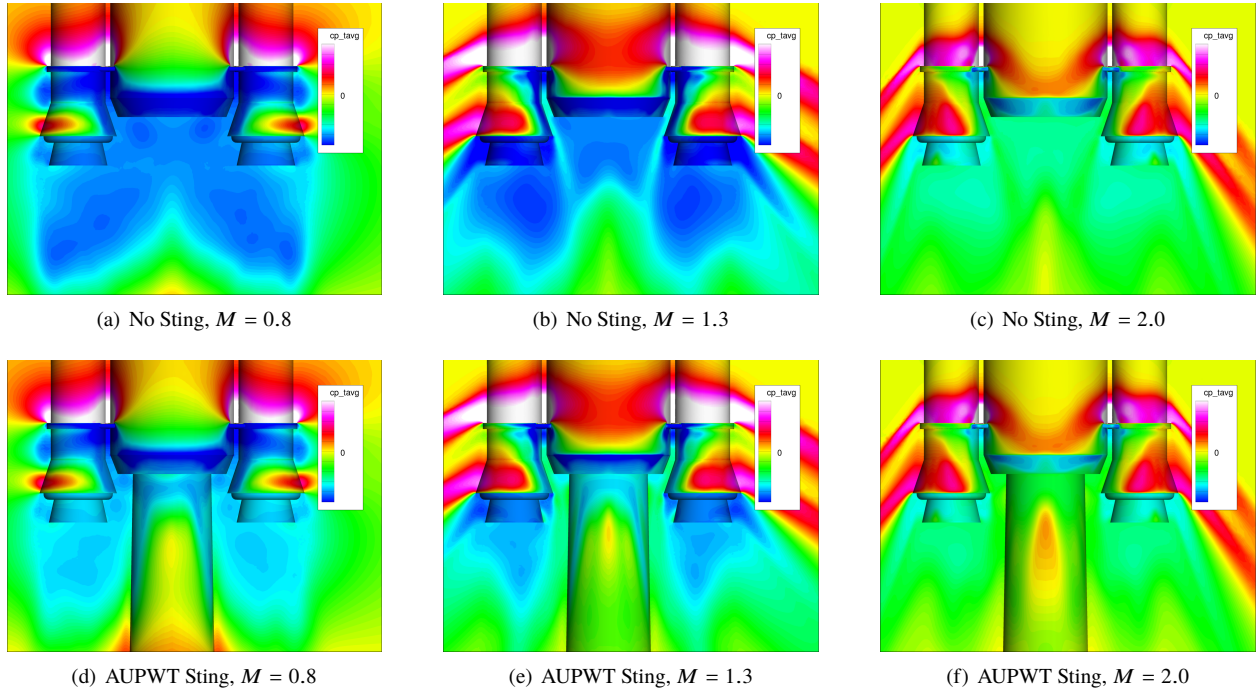 cp_tavg
0
cp_tavg
0
cp_tavg
0
(a) No Sting, M = 0.8
(b) No Sting, M = 1.3
(c) No Sting, M = 2.0
cp_tavg
0
cp_tavg
0
cp_tavg
0
(d) AUPWT Sting, M = 0.8
(e) AUPWT Sting, M = 1.3
(f) AUPWT Sting, M = 2.0